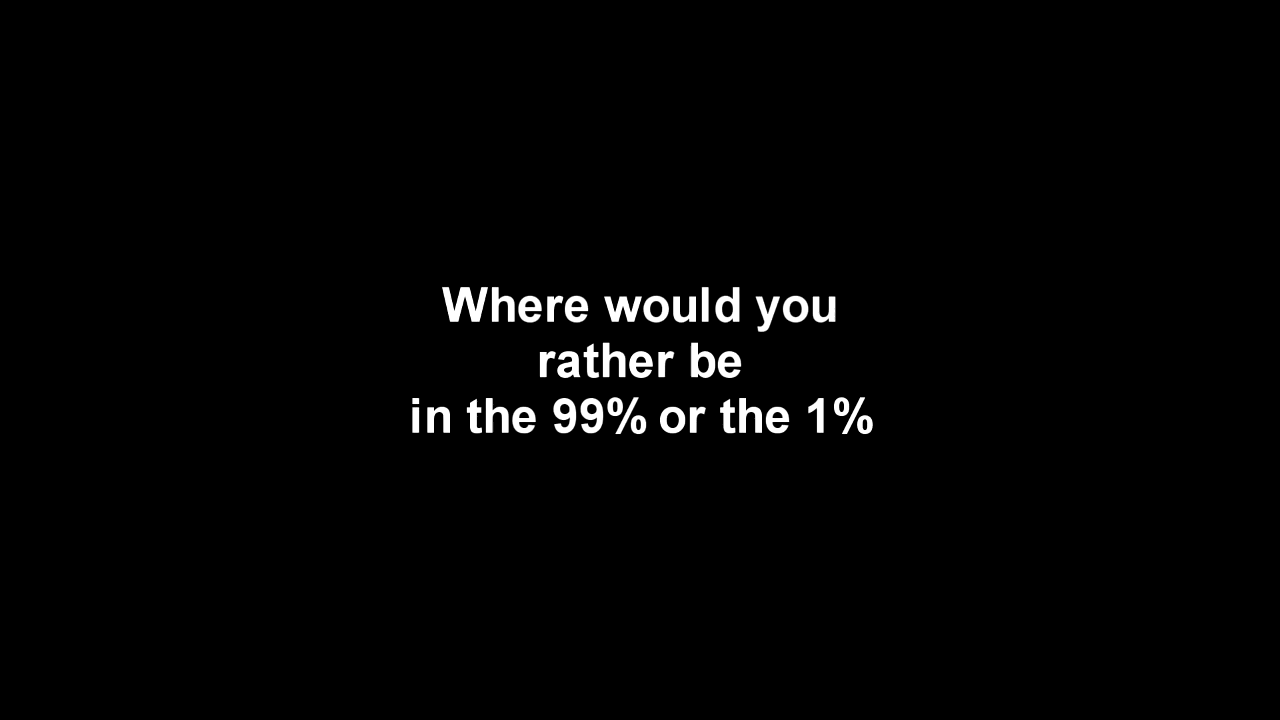 Where would you
rather be
in the 99% or the 1%